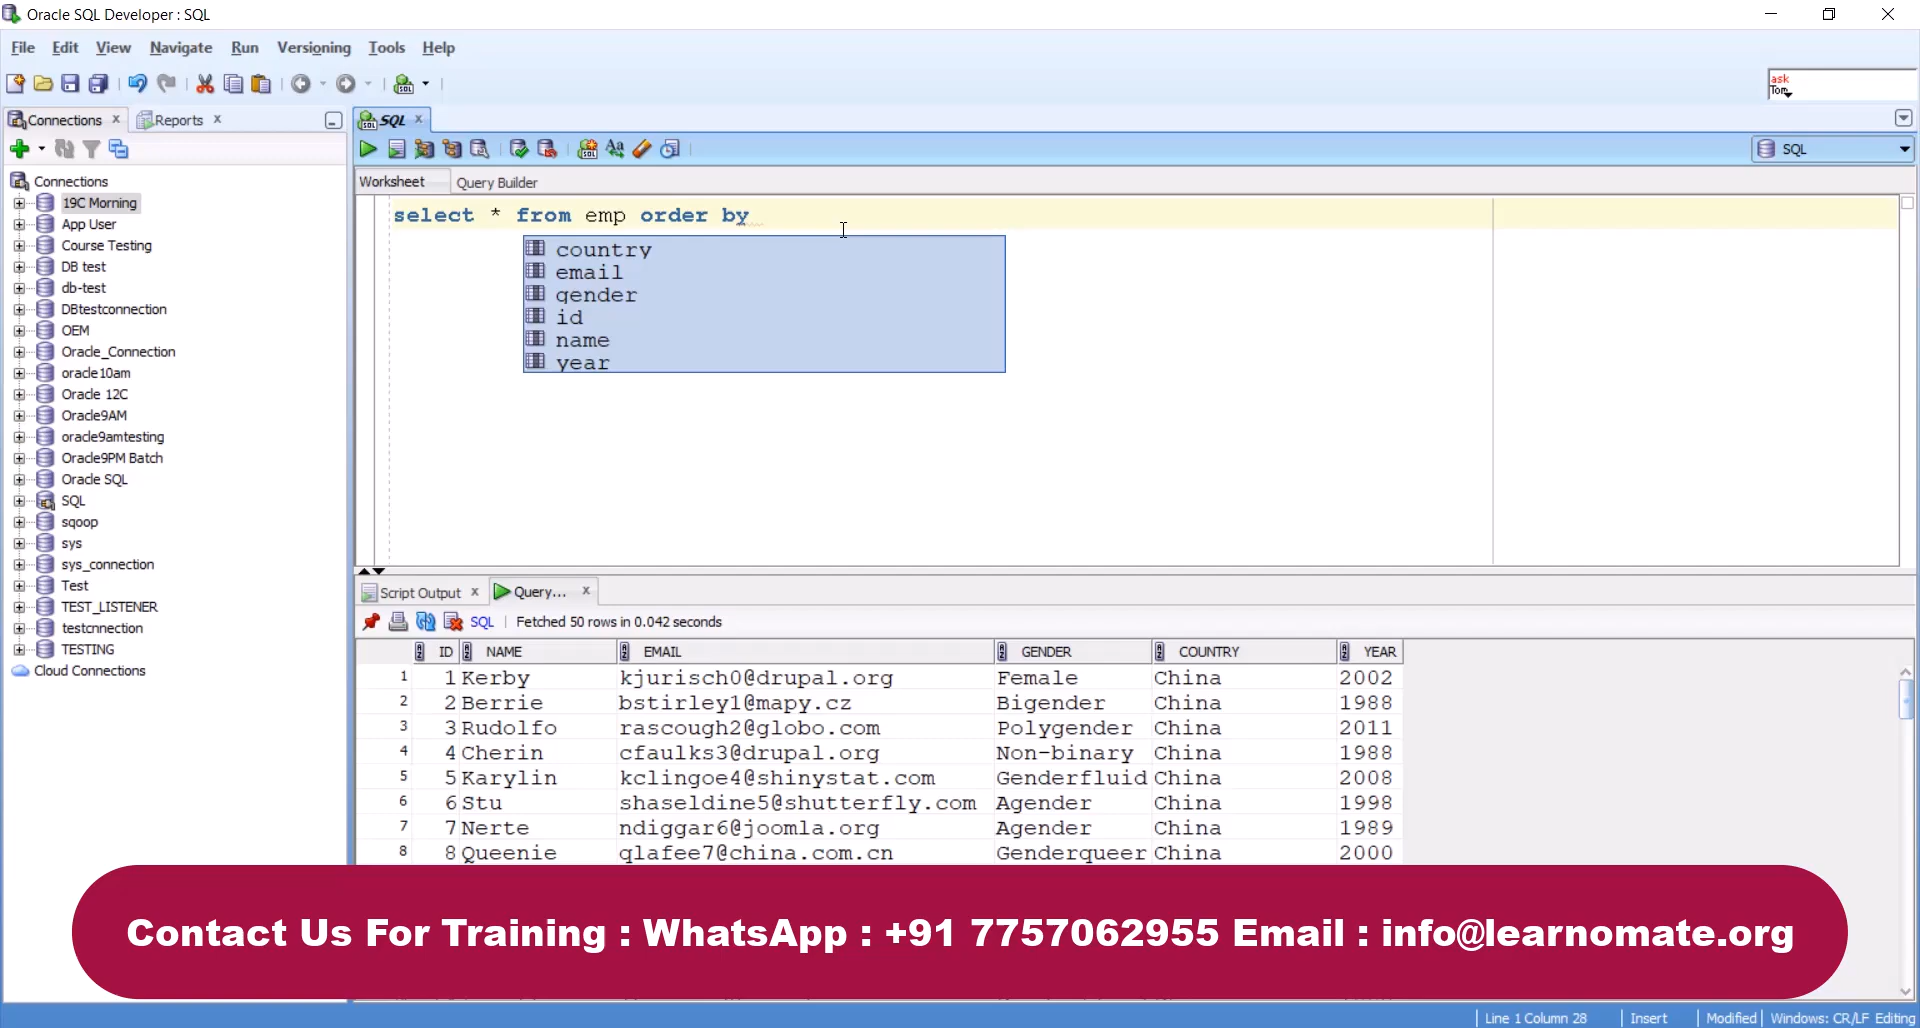 Oracle SQL Developer : SQL
File Edit View Navigate Run Versioning Tools Help
ask
Tom
Connections x Reports x
SQL x
SQL
Worksheet Query Builder
Connections
19C Morning
App User
Course Testing
DB test
db-test
DBtestconnection
OEM
Oracle_Connection
oracle10am
Oracle 12C
Oracle9AM
oracle9amtesting
Oracle9PM Batch
Oracle SQL
SQL
sqoop
sys
sys_connection
Test
TEST_LISTENER
testcnnection
TESTING
Cloud Connections
select * from emp order by
country
email
gender
id
name
year
Script Output x Query... x
SQL | Fetched 50 rows in 0.042 seconds
ID NAME EMAIL GENDER COUNTRY YEAR
1 1 Kerby kjurisch0@drupal.org Female China 2002
2 2 Berrie bstirley1@mapy.cz Bigender China 1988
3 3 Rudolfo rascough2@globo.com Polygender China 2011
4 4 Cherin cfaulks3@drupal.org Non-binary China 1988
5 5 Karylin kclingoe4@shinystat.com Genderfluid China 2008
6 6 Stu shaseldine5@shutterfly.com Agender China 1998
7 7 Nerte ndiggar6@joomla.org Agender China 1989
8 8 Queenie qlafee7@china.com.cn Genderqueer China 2000
Contact Us For Training : WhatsApp : +91 7757062955 Email : info@learnomate.org
Line 1 Column 28 | Insert | Modified | Windows: CR/LF Editing